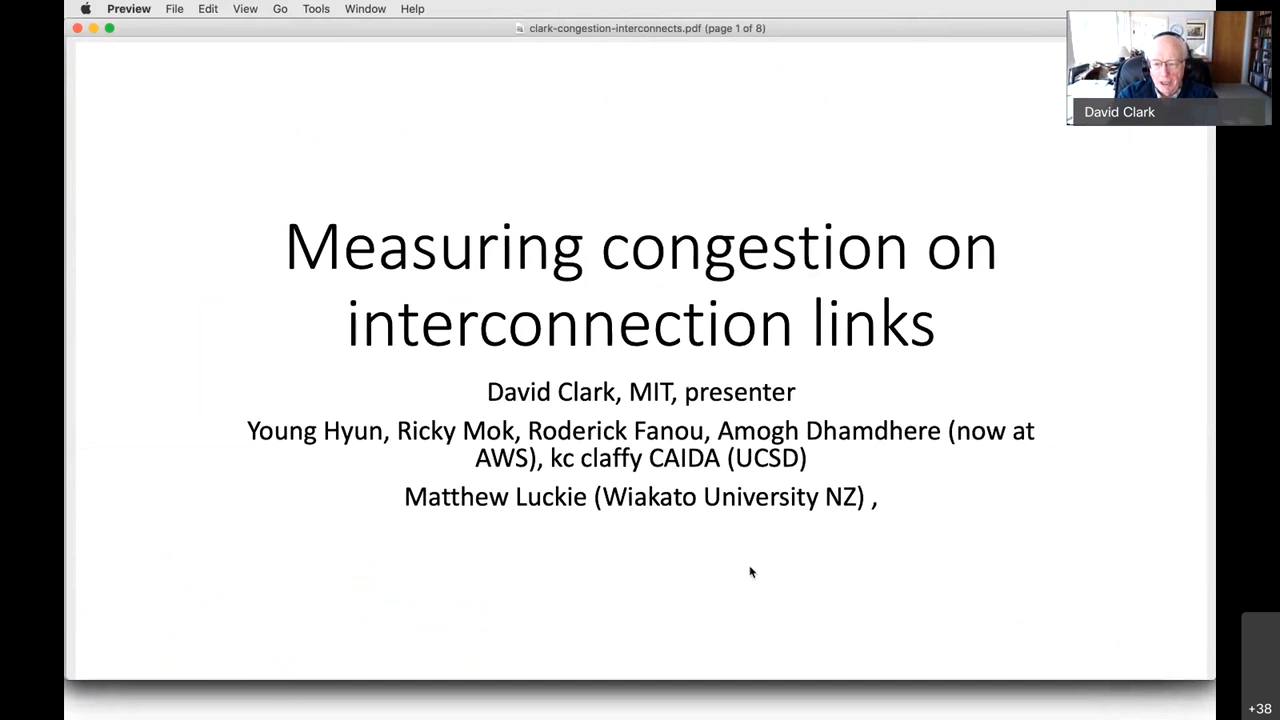 Preview File Edit View Go Tools Window Help
clark-congestion-interconnects.pdf (page 1 of 8)
David Clark
Measuring congestion on
interconnection links
David Clark, MIT, presenter
Young Hyun, Ricky Mok, Roderick Fanou, Amogh Dhamdhere (now at
AWS), kc claffy CAIDA (UCSD)
Matthew Luckie (Wiakato University NZ) ,
+38